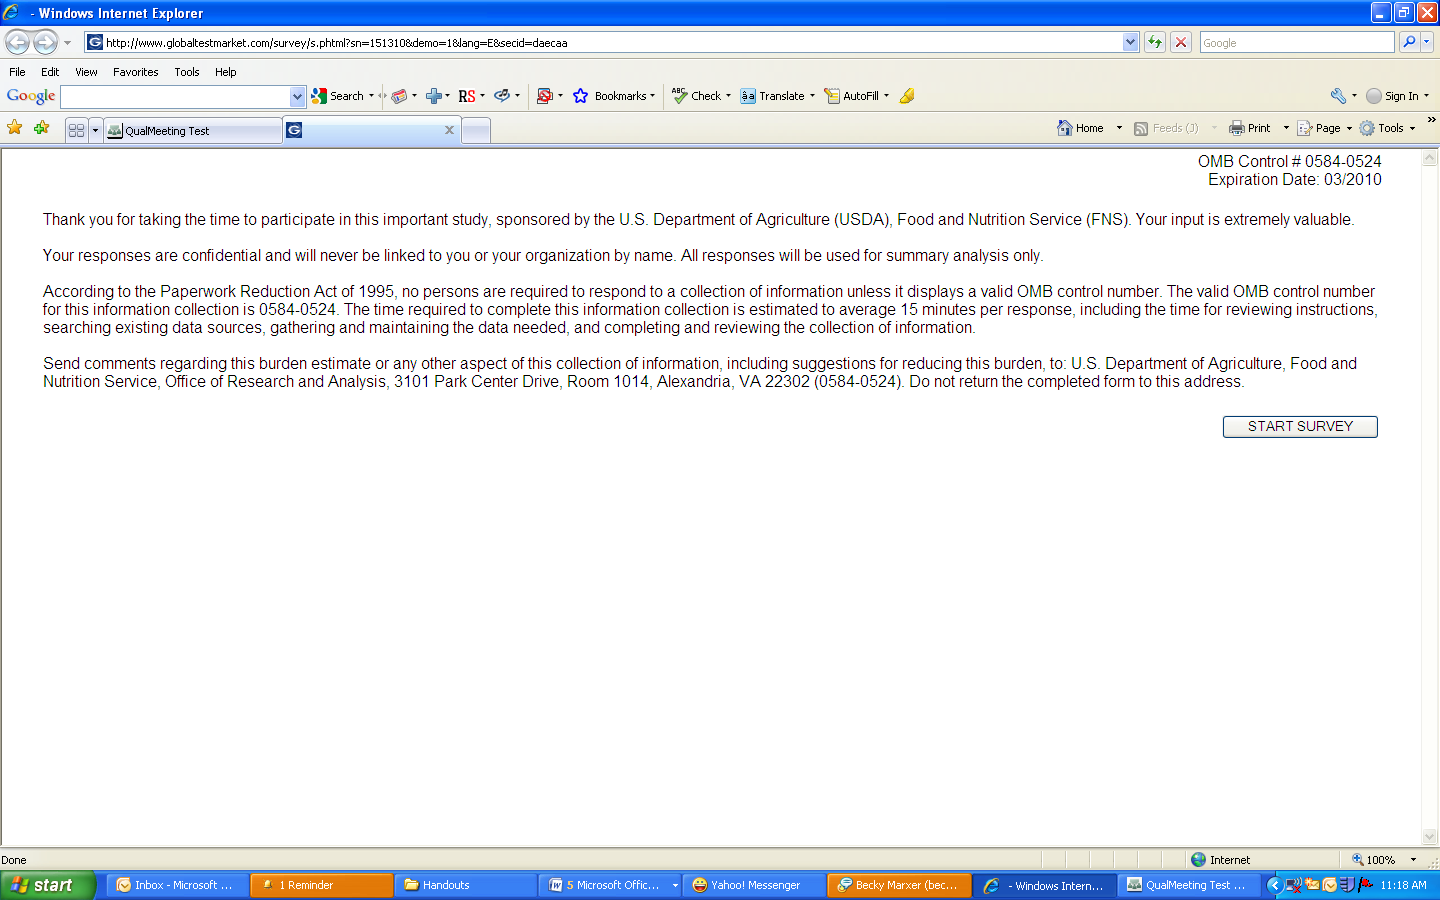 - Windows Internet Explorer
http://www.globaltestmarket.com/survey/s.phtml?sn=151310&demo=1&lang=E&secid=daecaa
Google
File Edit View Favorites Tools Help
Google Search RS Bookmarks Check Translate AutoFill Sign In
QualMeeting Test Home Feeds (J) Print Page Tools
OMB Control # 0584-0524
Expiration Date: 03/2010
Thank you for taking the time to participate in this important study, sponsored by the U.S. Department of Agriculture (USDA), Food and Nutrition Service (FNS). Your input is extremely valuable.
Your responses are confidential and will never be linked to you or your organization by name. All responses will be used for summary analysis only.
According to the Paperwork Reduction Act of 1995, no persons are required to respond to a collection of information unless it displays a valid OMB control number. The valid OMB control number
for this information collection is 0584-0524. The time required to complete this information collection is estimated to average 15 minutes per response, including the time for reviewing instructions,
searching existing data sources, gathering and maintaining the data needed, and completing and reviewing the collection of information.
Send comments regarding this burden estimate or any other aspect of this collection of information, including suggestions for reducing this burden, to: U.S. Department of Agriculture, Food and
Nutrition Service, Office of Research and Analysis, 3101 Park Center Drive, Room 1014, Alexandria, VA 22302 (0584-0524). Do not return the completed form to this address.
START SURVEY
Done Internet 100%
start Inbox - Microsoft ... 1 Reminder Handouts 5 Microsoft Offic... Yahoo! Messenger Becky Marxer (bec... - Windows Intern... QualMeeting Test ... 11:18 AM